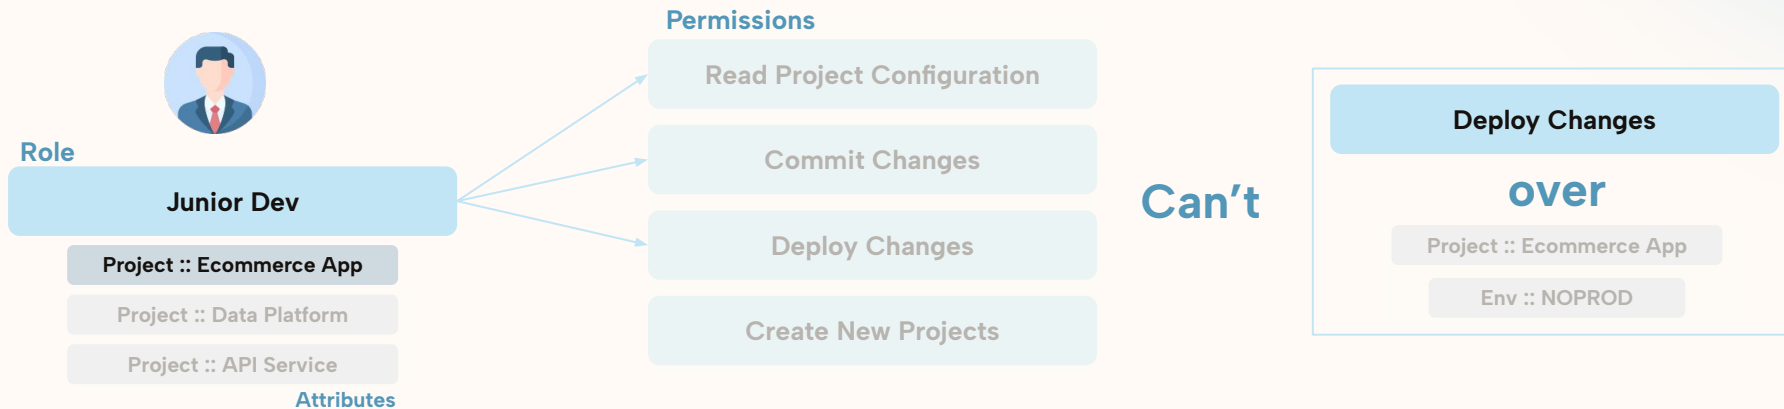 Role
Junior Dev
Project :: Ecommerce App
Project :: Data Platform
Project :: API Service
Attributes
Permissions
Read Project Configuration
Commit Changes
Deploy Changes
Create New Projects
Can’t
Deploy Changes
over
Project :: Ecommerce App
Env :: NOPROD